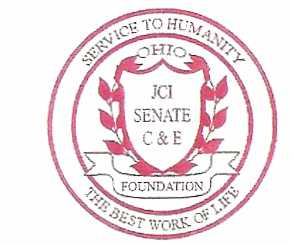 SERVICE TO HUMANITY
OHIO
JCI
SENATE
C & E
FOUNDATION
THE BEST WORK OF LIFE